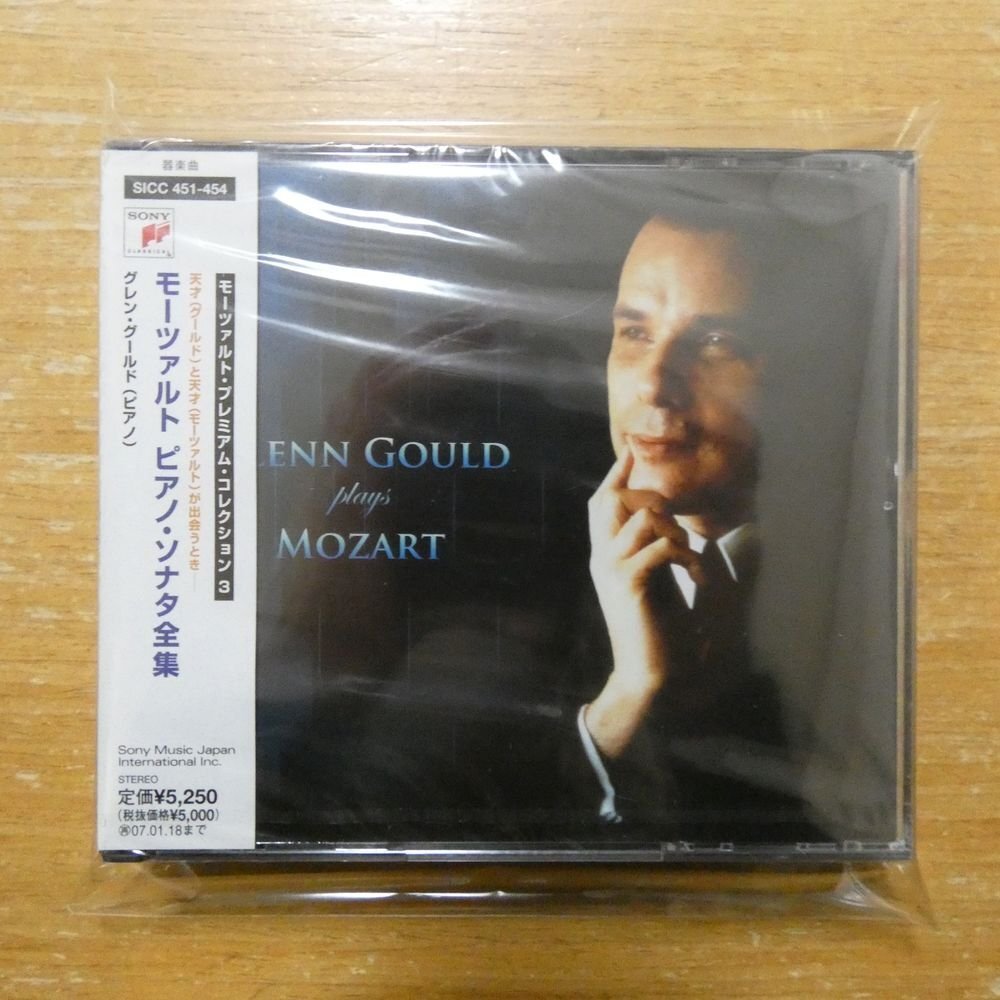 器楽曲
SICC 451-454
SONY
CLASSICAL
モーツァルト・プレミアム・コレクション 3
天才(グールド)と天才(モーツァルト)が出会うとき——
モーツァルト ピアノ・ソナタ全集
グレン・グールド(ピアノ)
LENN GOULD
plays
MOZART
Sony Music Japan
International Inc.
STEREO
定価¥5,250
(税抜価格¥5,000)
07.01.18まで